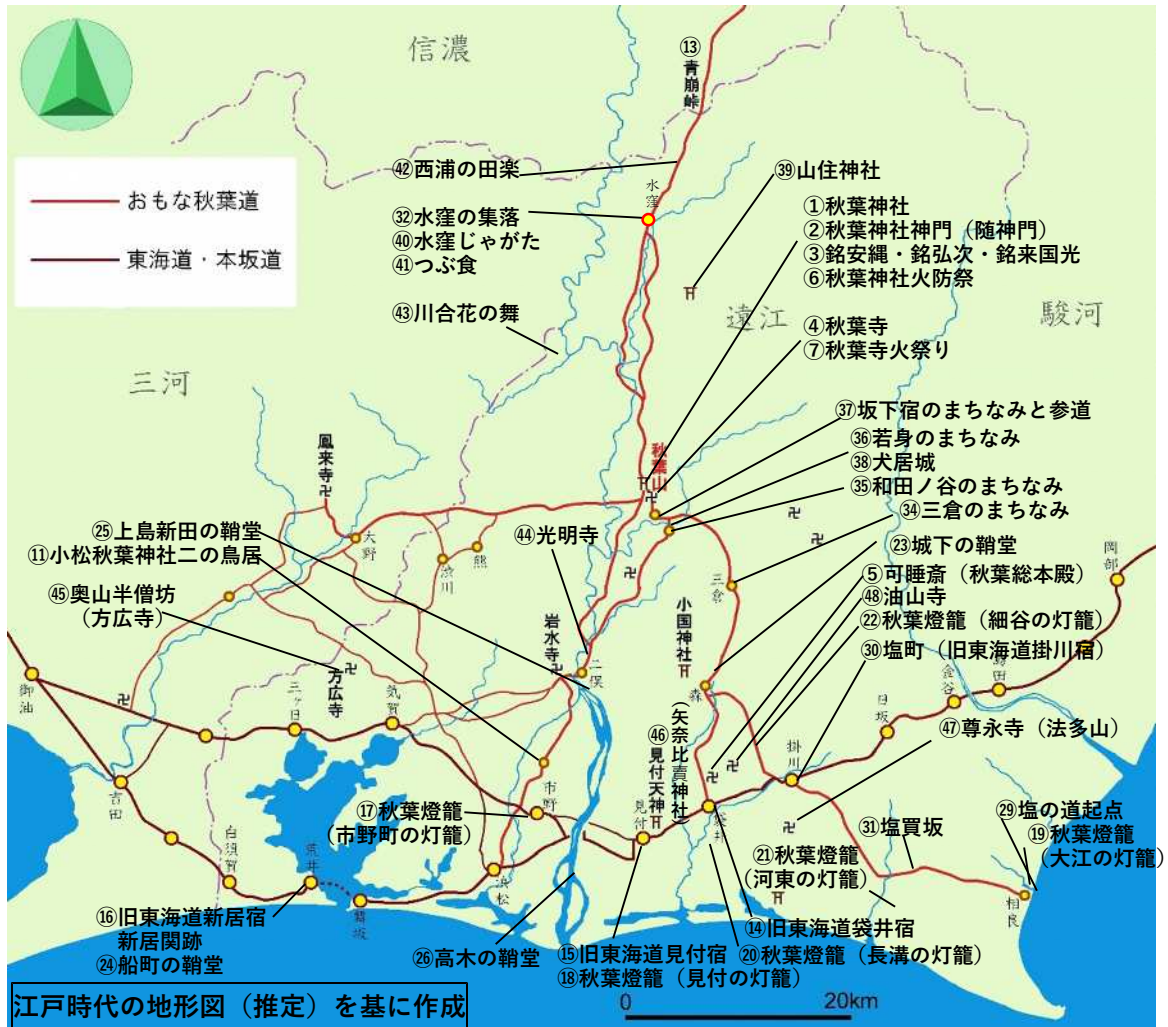 信濃
⑬青崩峠
おもな秋葉道
東海道・本坂道
㊷西浦の田楽
水窪
㉜水窪の集落
㊵水窪じゃがた
㊶つぶ食
㊴山住神社
①秋葉神社
②秋葉神社神門(随神門)
③銘安縄・銘弘次・銘来国光
⑥秋葉神社火防祭
㊸川合花の舞
遠江
駿河
④秋葉寺
⑦秋葉寺火祭り
三河
㊲坂下宿のまちなみと参道
㊱若身のまちなみ
㊳犬居城
㉟和田ノ谷のまちなみ
㉞三倉のまちなみ
秋葉山
鳳来寺
㉕上島新田の鞘堂
⑪小松秋葉神社二の鳥居
大野
熊
渋川
㊹光明寺
三倉
㉓城下の鞘堂
⑤可睡斎(秋葉総本殿)
㊽油山寺
㉒秋葉燈籠(細谷の灯籠)
㉚塩町(旧東海道掛川宿)
岡部
㊺奥山半僧坊
(方広寺)
岩水寺
二俣
小国神社
森
島田
金谷
日坂
御油
方広寺
三ヶ日
気賀
㊻見付天神
(矢奈比賣神社)
掛川
㊼尊永寺(法多山)
吉田
⑰秋葉燈籠
(市野町の灯籠)
市野
見付
袋井
㉙塩の道起点
⑲秋葉燈籠
(大江の灯籠)
㉛塩買坂
㉑秋葉燈籠
(河東の灯籠)
白須賀
荒井
浜松
相良
⑯旧東海道新居宿
新居関跡
㉔船町の鞘堂
舞坂
㉖高木の鞘堂
⑮旧東海道見付宿
⑱秋葉燈籠(見付の灯籠)
⑭旧東海道袋井宿
⑳秋葉燈籠(長溝の灯籠)
江戸時代の地形図(推定)を基に作成
0
20km